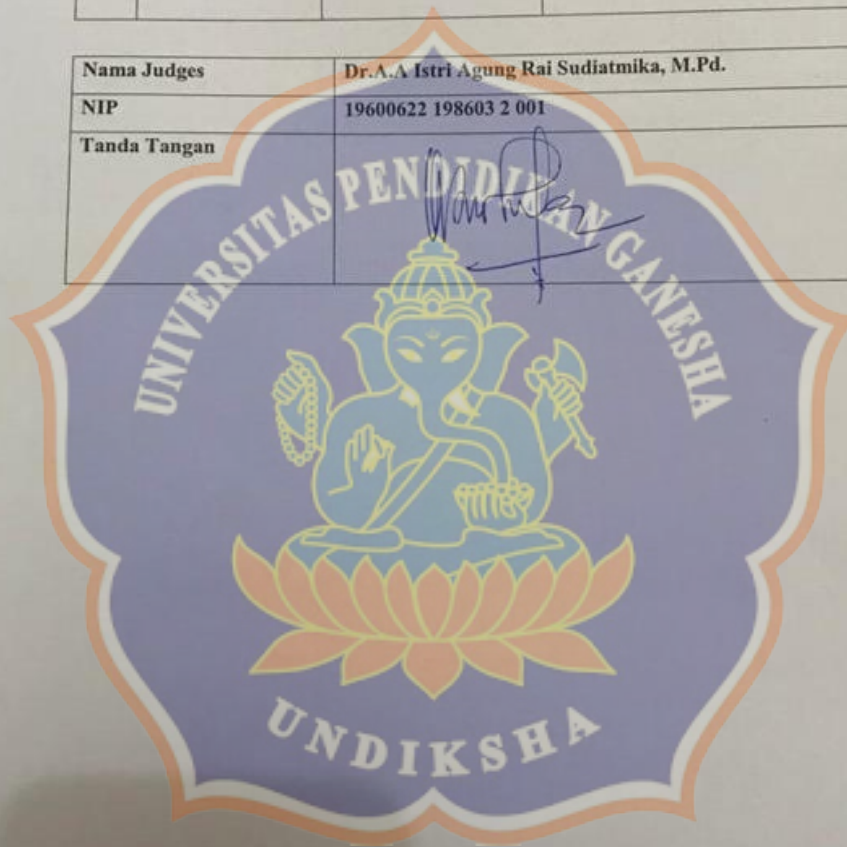 Nama Judges Dr.A.A Istri Agung Rai Sudiatmika, M.Pd.
NIP 19600622 198603 2 001
Tanda Tangan
UNIVERSITAS PENDIDIKAN GANESHA
UNDIKSHA